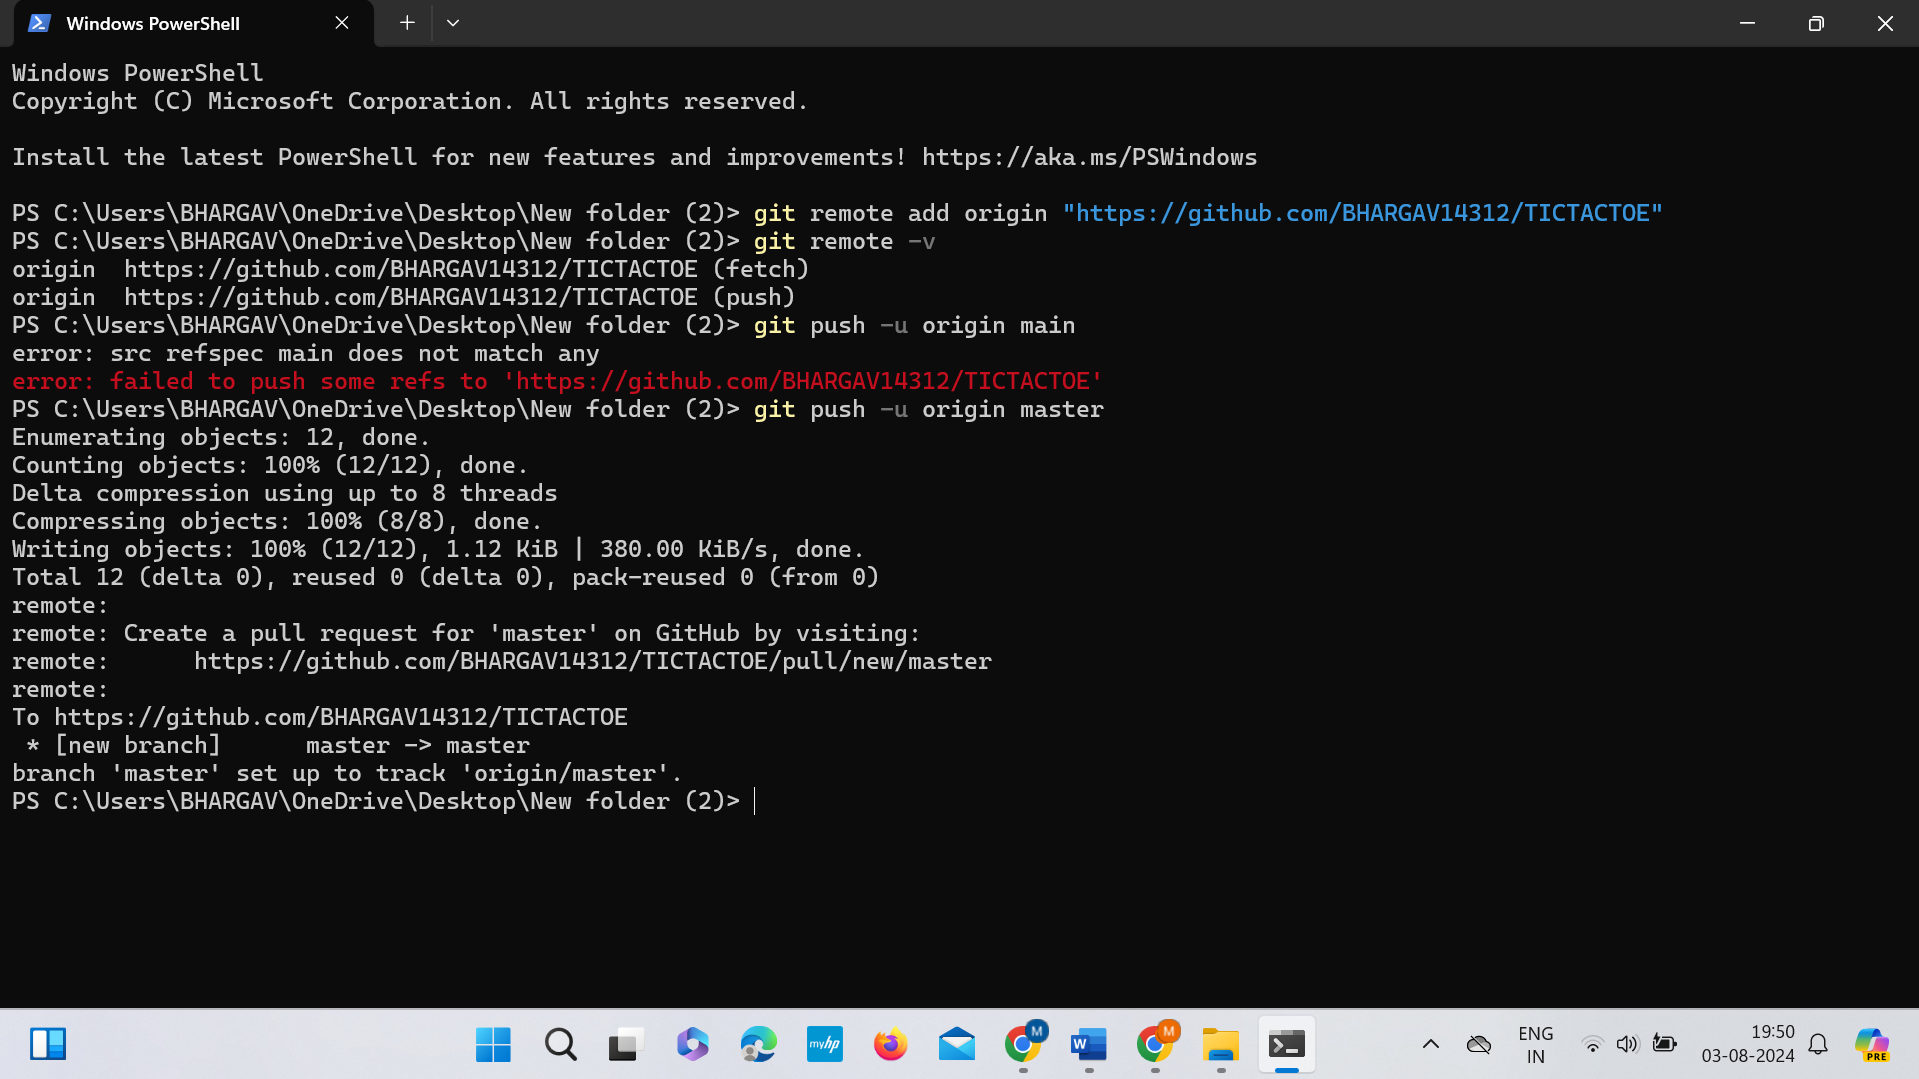 Windows PowerShell
Windows PowerShell
Copyright (C) Microsoft Corporation. All rights reserved.
Install the latest PowerShell for new features and improvements! https://aka.ms/PSWindows
PS C:\Users\BHARGAV\OneDrive\Desktop\New folder (2)> git remote add origin "https://github.com/BHARGAV14312/TICTACTOE"
PS C:\Users\BHARGAV\OneDrive\Desktop\New folder (2)> git remote -v
origin  https://github.com/BHARGAV14312/TICTACTOE (fetch)
origin  https://github.com/BHARGAV14312/TICTACTOE (push)
PS C:\Users\BHARGAV\OneDrive\Desktop\New folder (2)> git push -u origin main
error: src refspec main does not match any
error: failed to push some refs to 'https://github.com/BHARGAV14312/TICTACTOE'
PS C:\Users\BHARGAV\OneDrive\Desktop\New folder (2)> git push -u origin master
Enumerating objects: 12, done.
Counting objects: 100% (12/12), done.
Delta compression using up to 8 threads
Compressing objects: 100% (8/8), done.
Writing objects: 100% (12/12), 1.12 KiB | 380.00 KiB/s, done.
Total 12 (delta 0), reused 0 (delta 0), pack-reused 0 (from 0)
remote:
remote: Create a pull request for 'master' on GitHub by visiting:
remote:      https://github.com/BHARGAV14312/TICTACTOE/pull/new/master
remote:
To https://github.com/BHARGAV14312/TICTACTOE
 * [new branch]      master -> master
branch 'master' set up to track 'origin/master'.
PS C:\Users\BHARGAV\OneDrive\Desktop\New folder (2)>
myhp
M
W
M
ENG
IN
19:50
03-08-2024
PRE